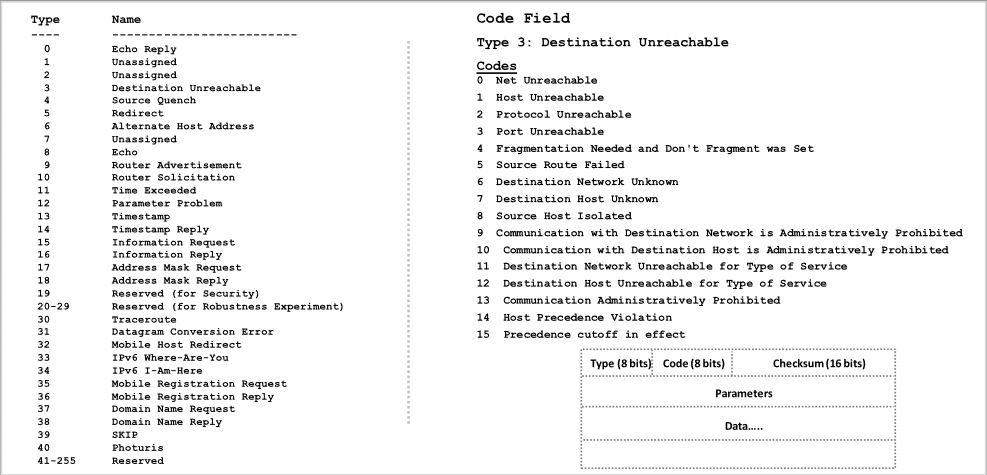 Type Name
---- ------------------------
0 Echo Reply
1 Unassigned
2 Unassigned
3 Destination Unreachable
4 Source Quench
5 Redirect
6 Alternate Host Address
7 Unassigned
8 Echo
9 Router Advertisement
10 Router Solicitation
11 Time Exceeded
12 Parameter Problem
13 Timestamp
14 Timestamp Reply
15 Information Request
16 Information Reply
17 Address Mask Request
18 Address Mask Reply
19 Reserved (for Security)
20-29 Reserved (for Robustness Experiment)
30 Traceroute
31 Datagram Conversion Error
32 Mobile Host Redirect
33 IPv6 Where-Are-You
34 IPv6 I-Am-Here
35 Mobile Registration Request
36 Mobile Registration Reply
37 Domain Name Request
38 Domain Name Reply
39 SKIP
40 Photuris
41-255 Reserved
Code Field
Type 3: Destination Unreachable
Codes
0 Net Unreachable
1 Host Unreachable
2 Protocol Unreachable
3 Port Unreachable
4 Fragmentation Needed and Don't Fragment was Set
5 Source Route Failed
6 Destination Network Unknown
7 Destination Host Unknown
8 Source Host Isolated
9 Communication with Destination Network is Administratively Prohibited
10 Communication with Destination Host is Administratively Prohibited
11 Destination Network Unreachable for Type of Service
12 Destination Host Unreachable for Type of Service
13 Communication Administratively Prohibited
14 Host Precedence Violation
15 Precedence cutoff in effect
Type (8 bits) Code (8 bits) Checksum (16 bits)
Parameters
Data.....